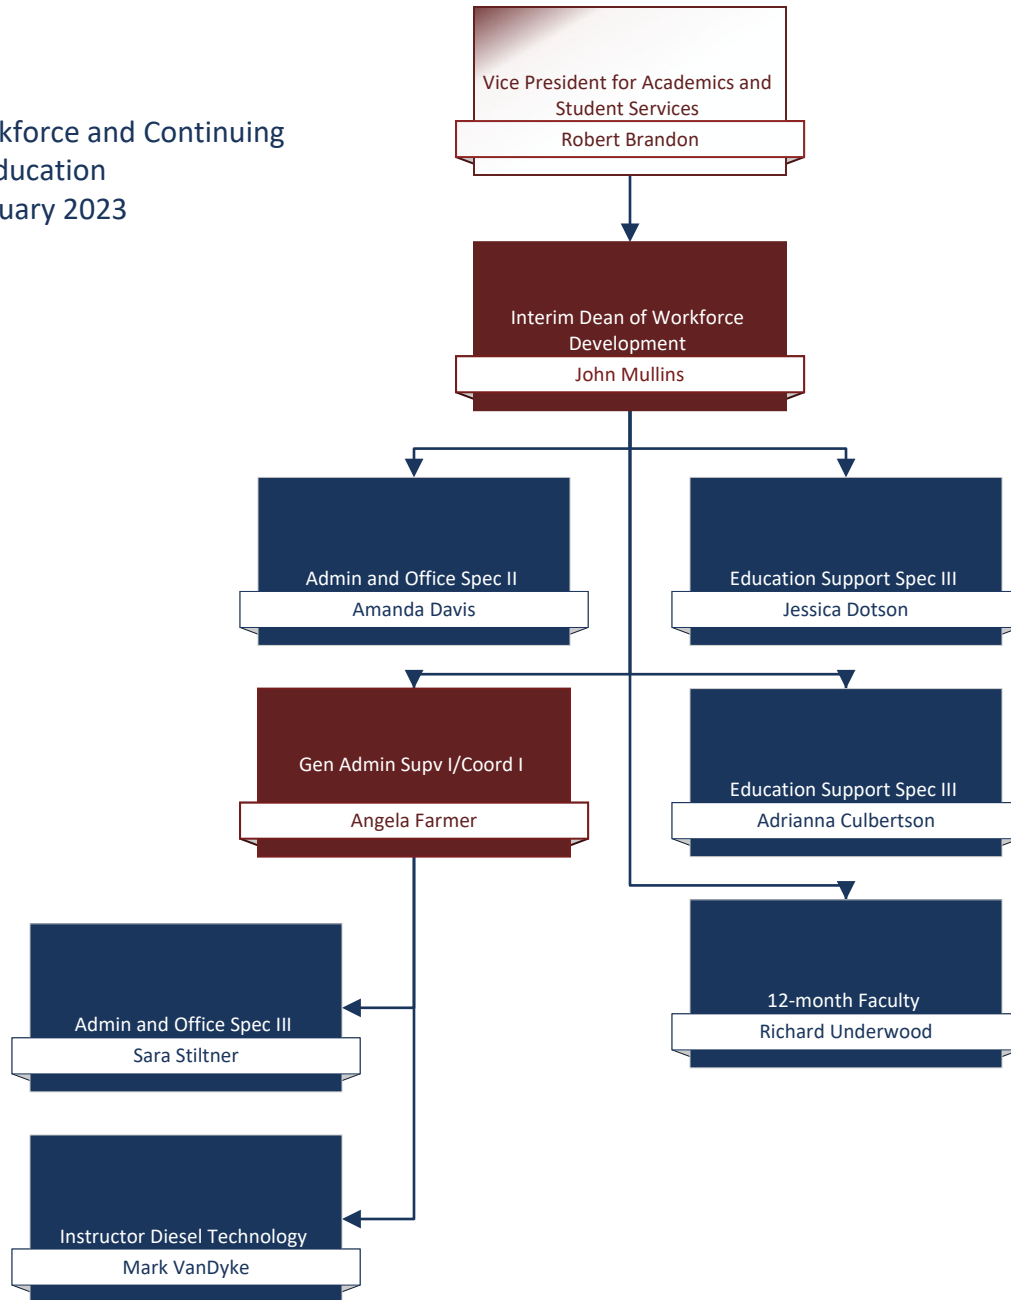 Vice President for Academics and
Student Services
Robert Brandon
kforce and Continuing
ducation
uary 2023
Interim Dean of Workforce
Development
John Mullins
Admin and Office Spec II
Amanda Davis
Education Support Spec III
Jessica Dotson
Gen Admin Supv I/Coord I
Angela Farmer
Education Support Spec III
Adrianna Culbertson
Admin and Office Spec III
Sara Stiltner
12-month Faculty
Richard Underwood
Instructor Diesel Technology
Mark VanDyke